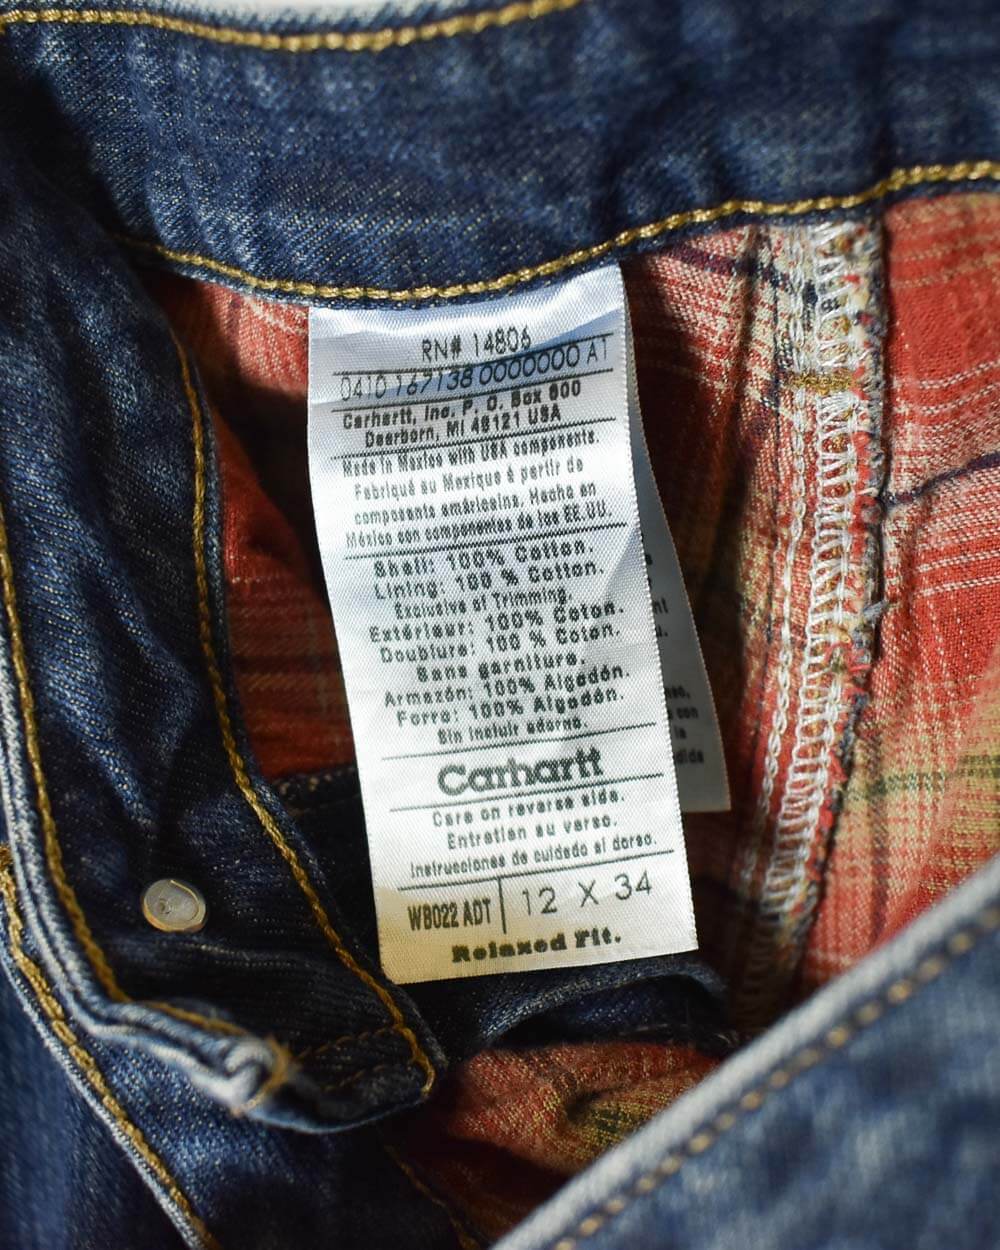 RN# 14806
0410 167138 0000000 AT
Carhartt, Inc. P. O. Box 600
Dearborn, MI 48121 USA
Made in Mexico with USA components.
Fabriqué au Mexique à partir de
composants américains. Hecho en
México con componentes de los EE.UU.
Shell: 100% Cotton.
Lining: 100 % Cotton.
Exclusive of Trimming.
Extérieur: 100% Coton.
Doublure: 100 % Coton.
Sans garniture.
Armazón: 100% Algodón.
Forro: 100% Algodón.
Sin incluir adorno.
Carhartt
Care on reverse side.
Entretien au verso.
Instrucciones de cuidado al dorso.
WB022 ADT 12 X 34
Relaxed Fit.
con
la